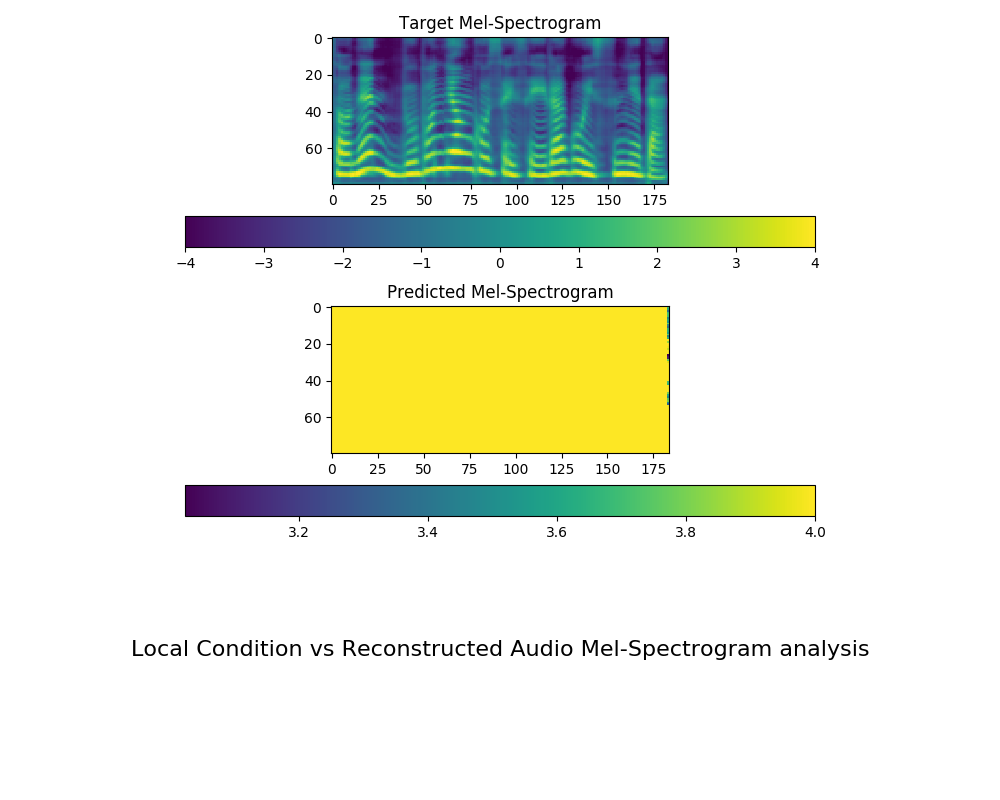 Target Mel-Spectrogram
0
20
40
60
0 25 50 75 100 125 150 175
−4 −3 −2 −1 0 1 2 3 4
Predicted Mel-Spectrogram
0
20
40
60
0 25 50 75 100 125 150 175
3.2 3.4 3.6 3.8 4.0
Local Condition vs Reconstructed Audio Mel-Spectrogram analysis